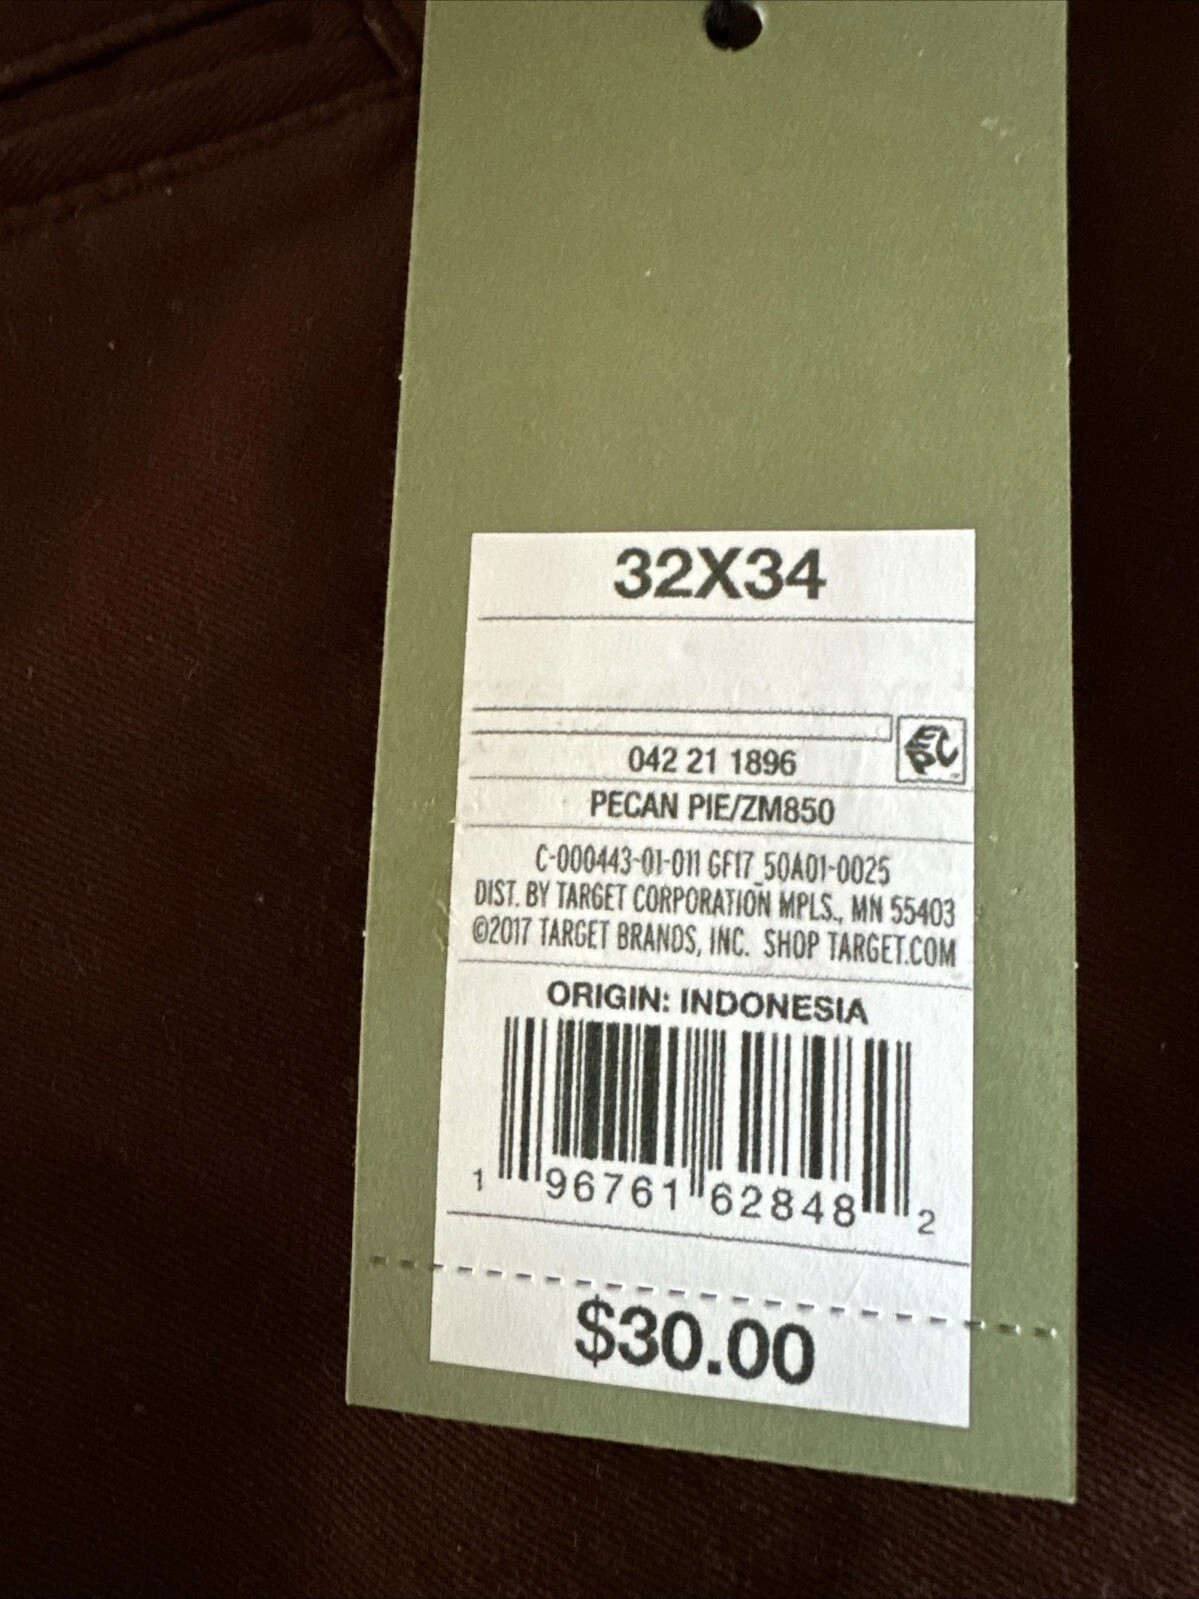 32X34
EPC
042 21 1896
PECAN PIE/ZM850
C-000443-01-011 GF17_50A01-0025
DIST. BY TARGET CORPORATION MPLS., MN 55403
©2017 TARGET BRANDS, INC. SHOP TARGET.COM
ORIGIN: INDONESIA
1 96761 62848 2
$30.00